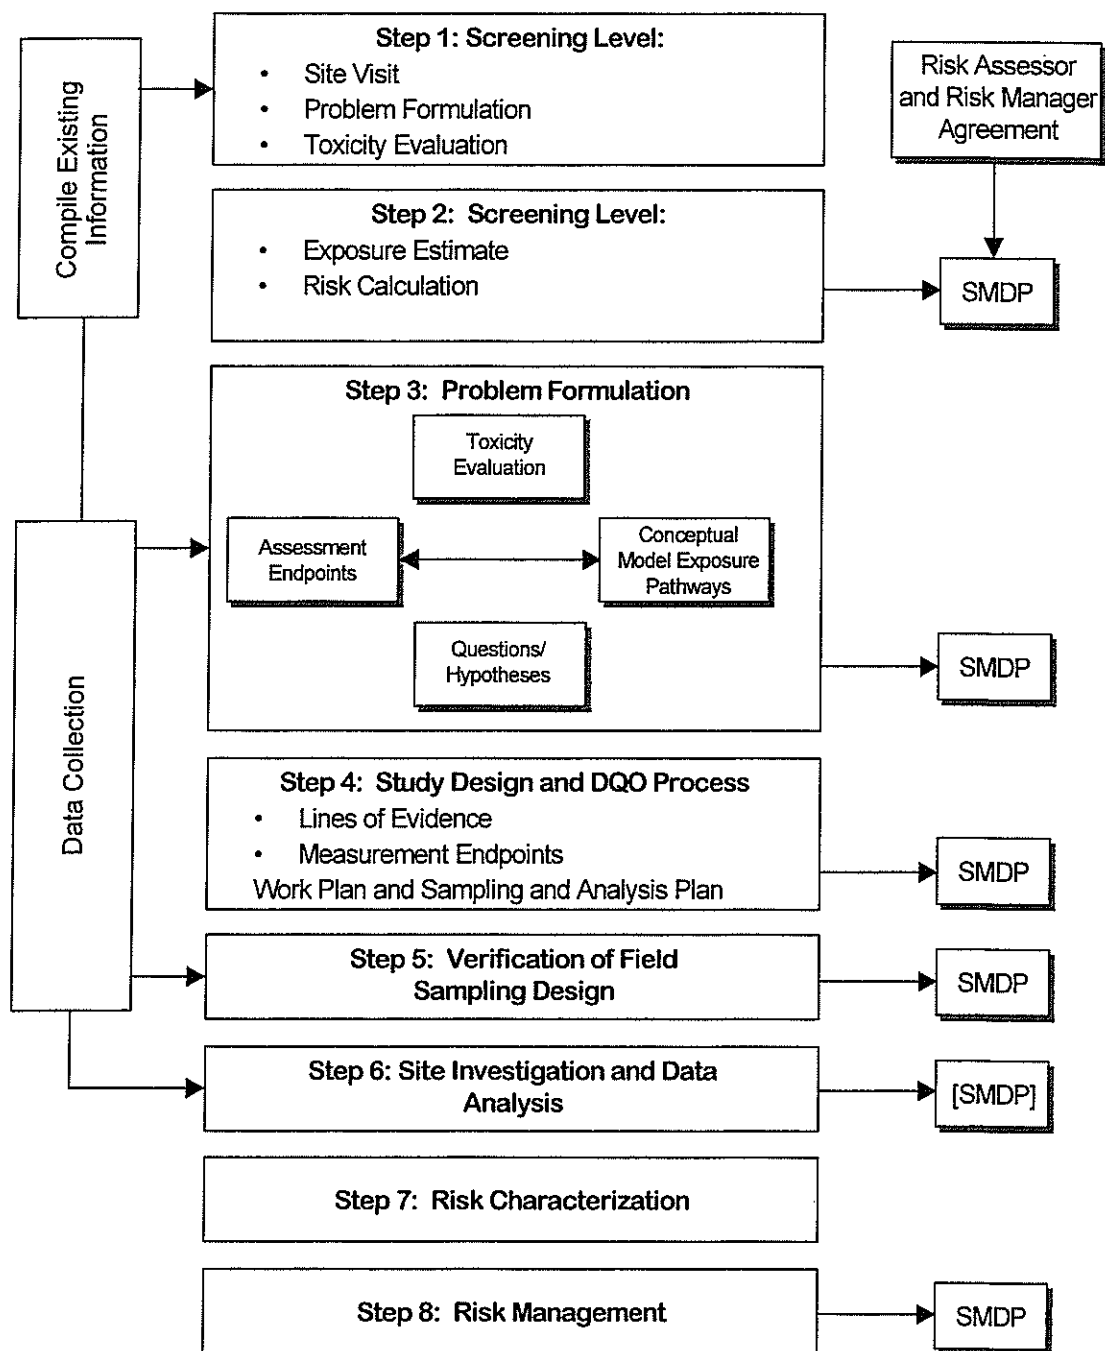 Compile Existing
Information
Step 1: Screening Level:
• Site Visit
• Problem Formulation
• Toxicity Evaluation
Risk Assessor
and Risk Manager
Agreement
Step 2: Screening Level:
• Exposure Estimate
• Risk Calculation
SMDP
Data Collection
Step 3: Problem Formulation
Toxicity
Evaluation
Assessment
Endpoints
Conceptual
Model Exposure
Pathways
Questions/
Hypotheses
SMDP
Step 4: Study Design and DQO Process
• Lines of Evidence
• Measurement Endpoints
Work Plan and Sampling and Analysis Plan
SMDP
Step 5: Verification of Field
Sampling Design
SMDP
Step 6: Site Investigation and Data
Analysis
[SMDP]
Step 7: Risk Characterization
Step 8: Risk Management
SMDP